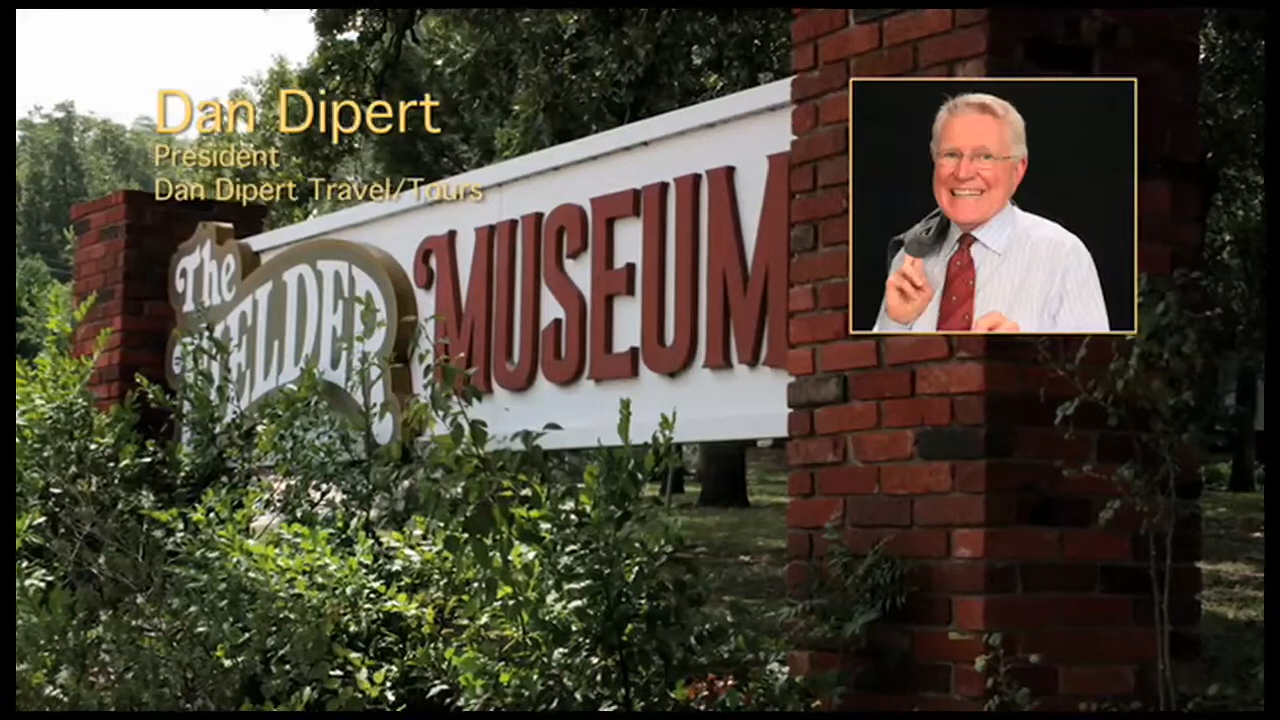 Dan Dipert
President
Dan Dipert Travel/Tours
The
MUSEUM